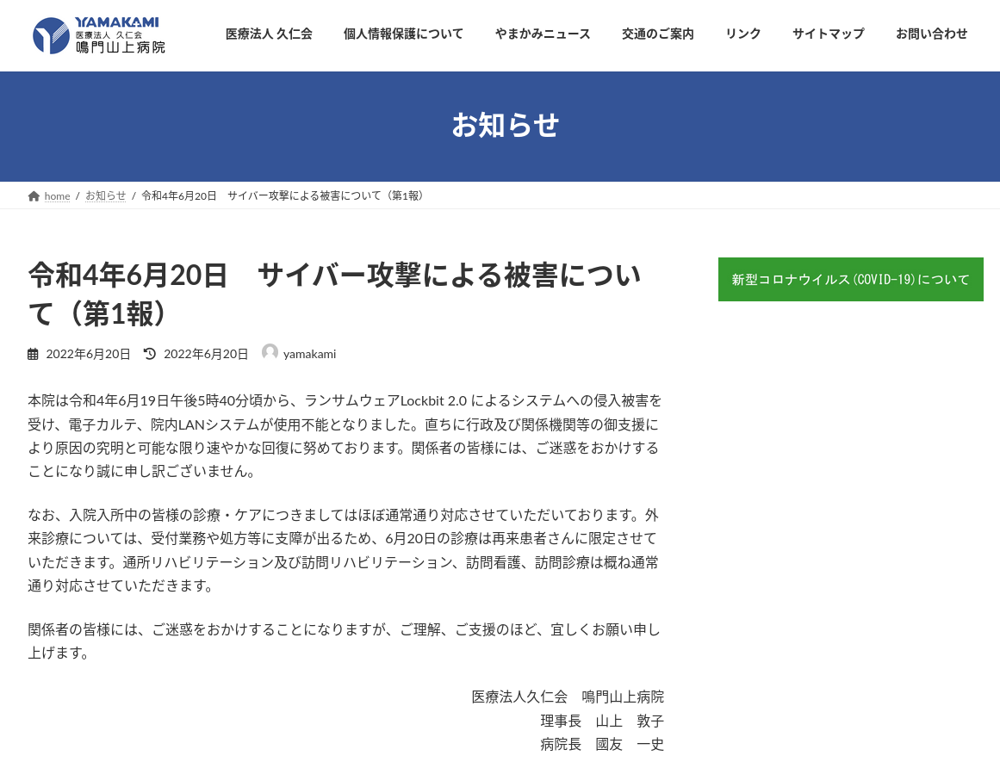 YAMAKAMI
医療法人 久仁会
鳴門山上病院
医療法人 久仁会 個人情報保護について やまかみニュース 交通のご案内 リンク サイトマップ お問い合わせ
お知らせ
home / お知らせ / 令和4年6月20日　サイバー攻撃による被害について（第1報）
令和4年6月20日　サイバー攻撃による被害につい
て（第1報）
2022年6月20日 2022年6月20日 yamakami
新型コロナウイルス(COVID-19)について
本院は令和4年6月19日午後5時40分頃から、ランサムウェアLockbit 2.0 によるシステムへの侵入被害を
受け、電子カルテ、院内LANシステムが使用不能となりました。直ちに行政及び関係機関等の御支援に
より原因の究明と可能な限り速やかな回復に努めております。関係者の皆様には、ご迷惑をおかけする
ことになり誠に申し訳ございません。
なお、入院入所中の皆様の診療・ケアにつきましてはほぼ通常通り対応させていただいております。外
来診療については、受付業務や処方等に支障が出るため、6月20日の診療は再来患者さんに限定させて
いただきます。通所リハビリテーション及び訪問リハビリテーション、訪問看護、訪問診療は概ね通常
通り対応させていただきます。
関係者の皆様には、ご迷惑をおかけすることになりますが、ご理解、ご支援のほど、宜しくお願い申し
上げます。
医療法人久仁会　鳴門山上病院
理事長　山上　敦子
病院長　國友　一史